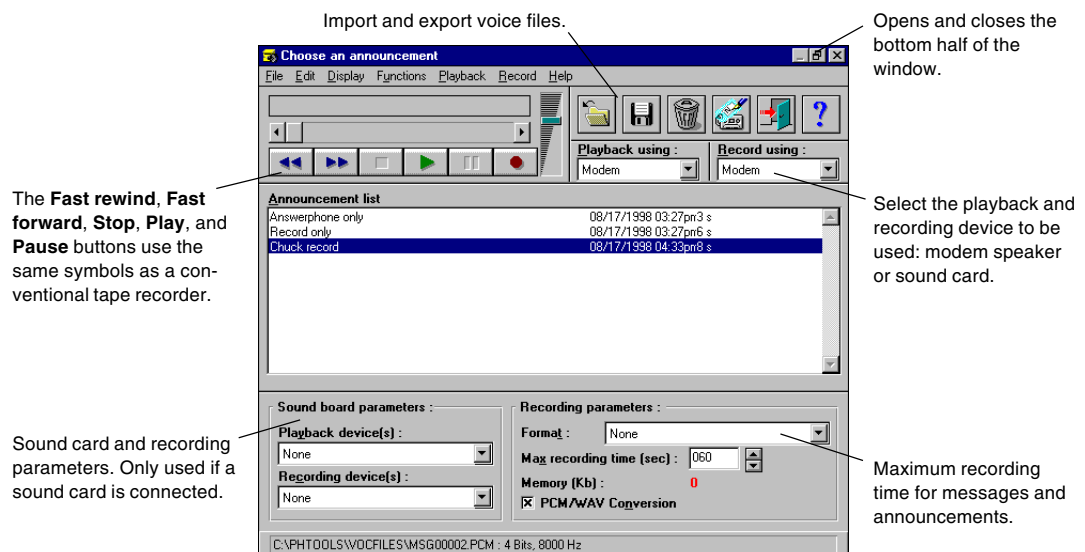 Import and export voice files.
Opens and closes the
bottom half of the
window.
Choose an announcement
File Edit Display Functions Playback Record Help
?
Playback using :
Record using :
Modem
Modem
The Fast rewind, Fast
forward, Stop, Play, and
Pause buttons use the
same symbols as a con-
ventional tape recorder.
Select the playback and
recording device to be
used: modem speaker
or sound card.
Announcement list
Answerphone only 08/17/1998 03:27pm3 s
Record only 08/17/1998 03:27pm6 s
Chuck record 08/17/1998 04:33pm8 s
Sound card and recording
parameters. Only used if a
sound card is connected.
Sound board parameters :
Playback device(s) :
None
Recording device(s) :
None
Recording parameters :
Format :
None
Max recording time (sec) : 060
Memory (Kb) : 0
PCM/WAV Conversion
Maximum recording
time for messages and
announcements.
C:\PHTOOLS\VOCFILES\MSG00002.PCM : 4 Bits, 8000 Hz